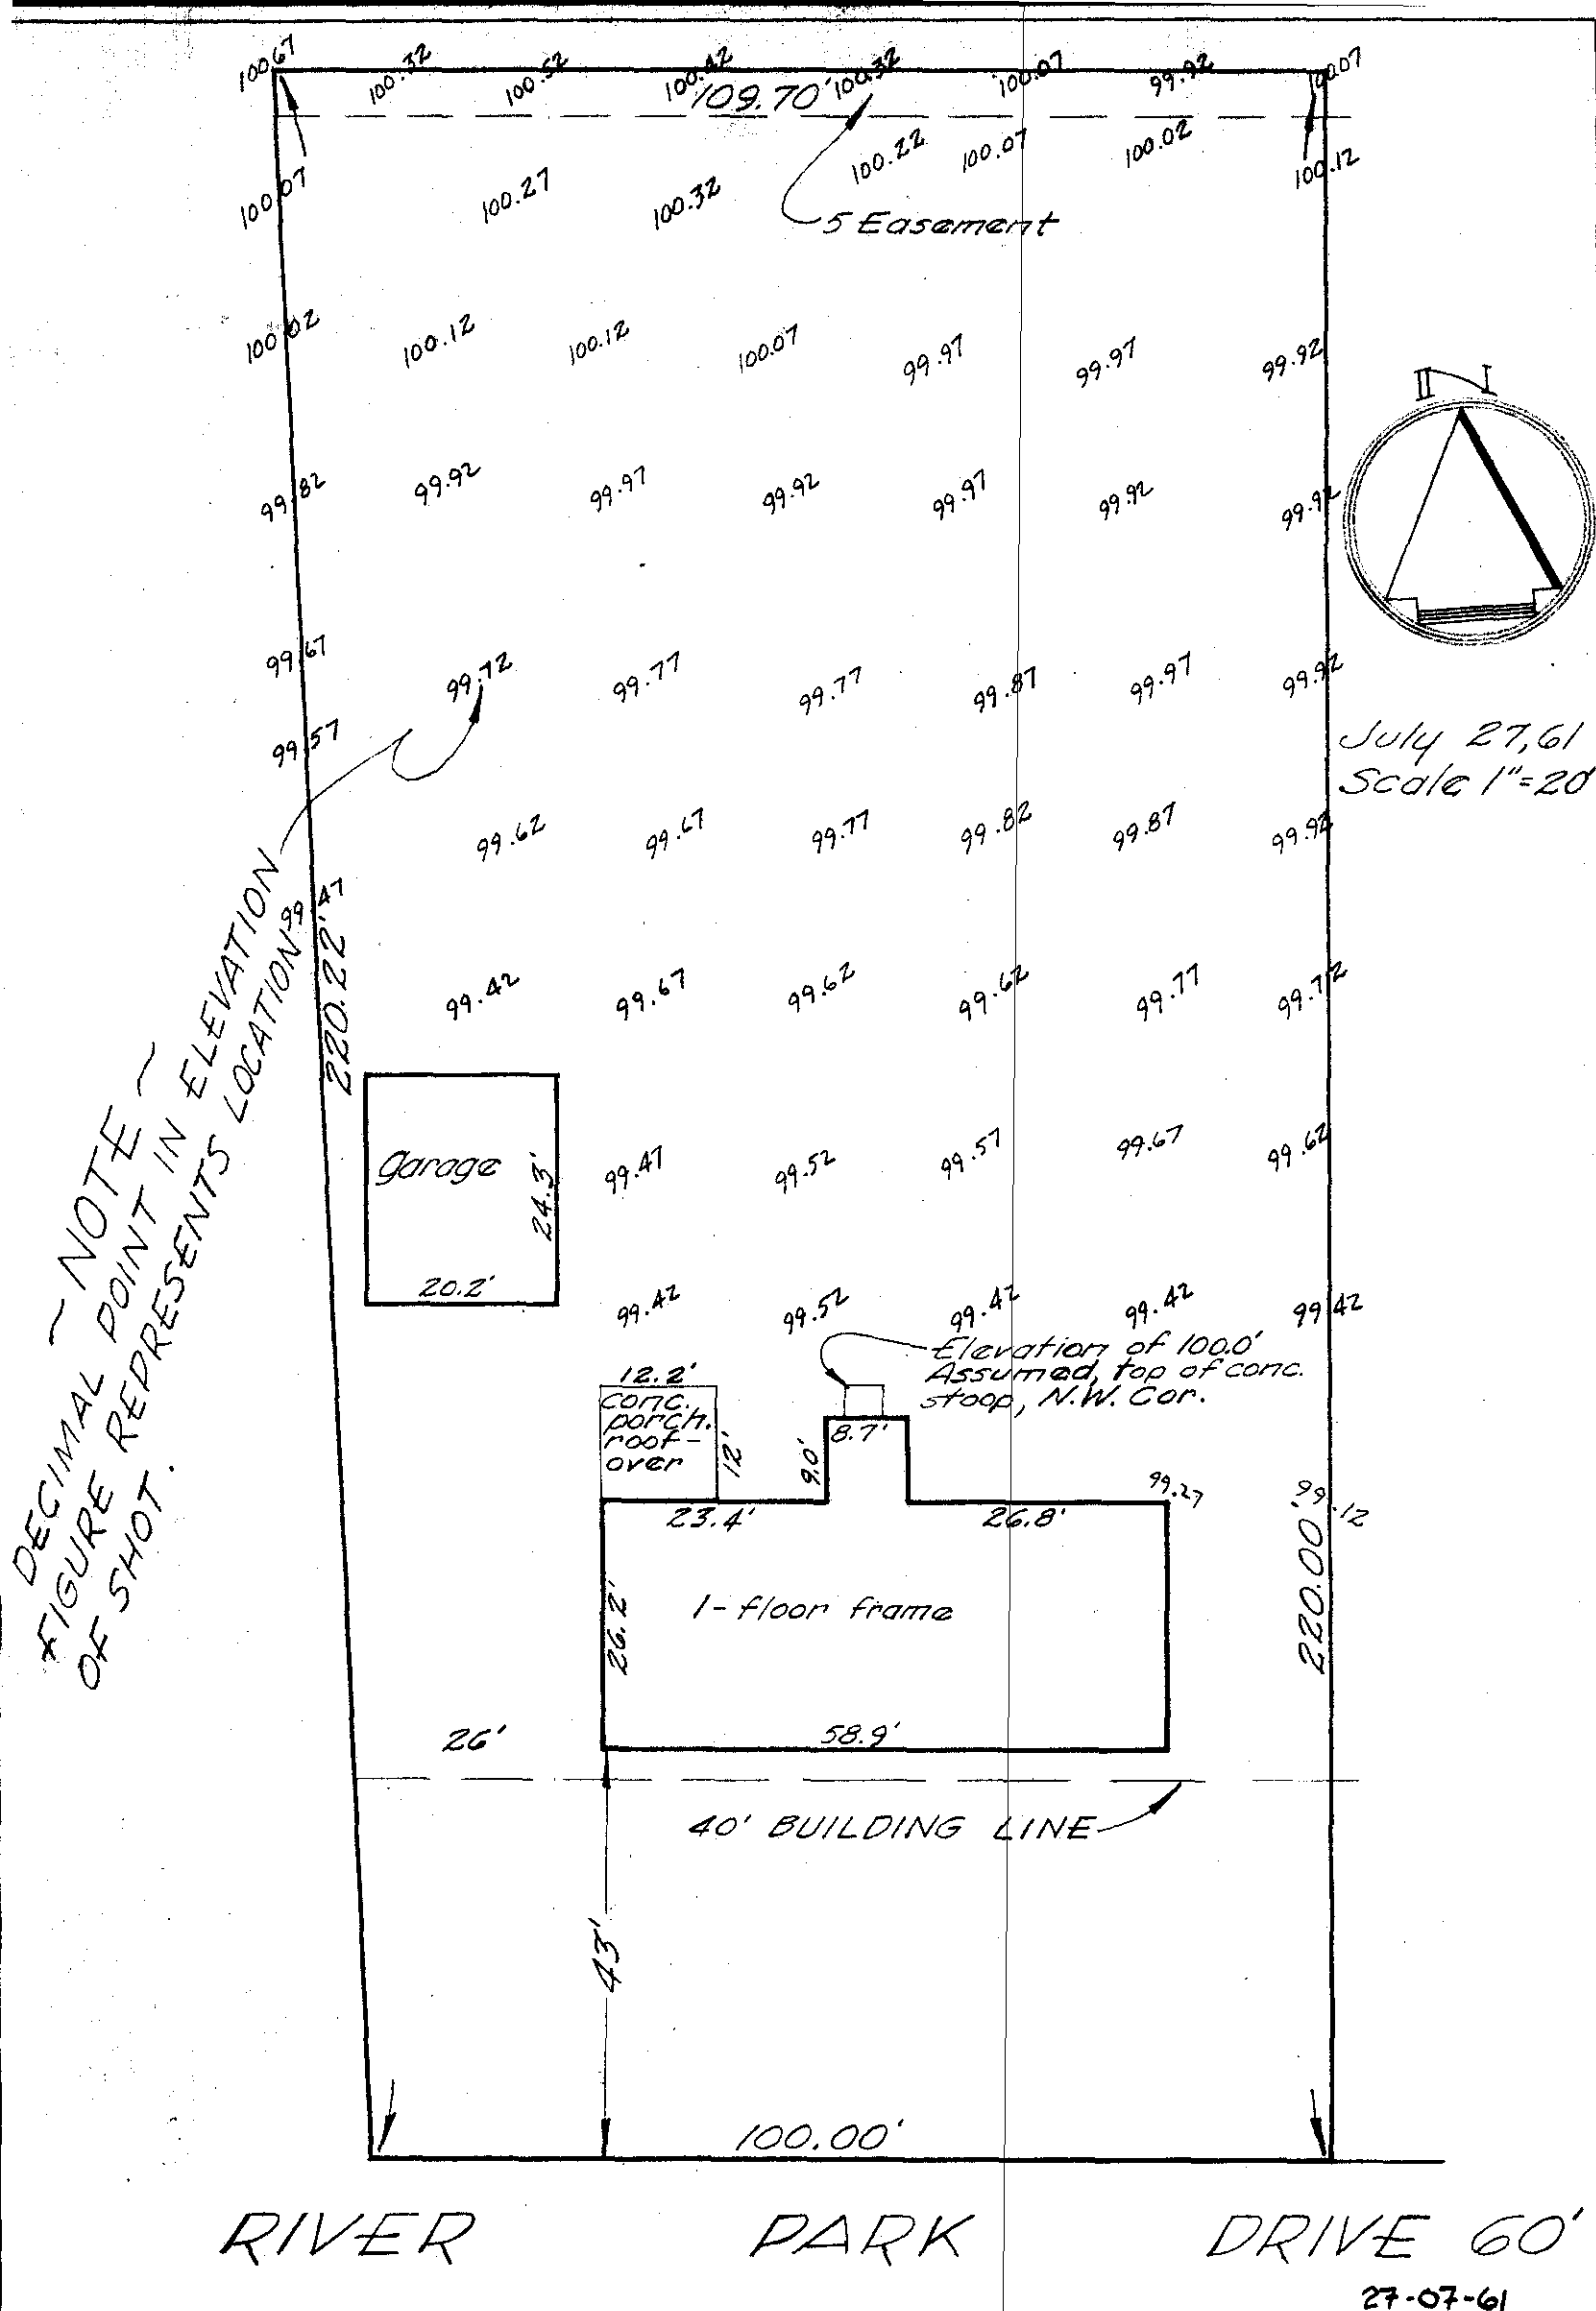 100.67 100.32 100.52 100.42 100.32 100.07 99.92 100.07
109.70'
100.22 100.07 100.02
100.07 100.27 100.32 100.12
5 Easement
100.02 100.12 100.12 100.07 99.97 99.97 99.92
N
99.82 99.92 99.97 99.92 99.97 99.92 99.92
99.67 99.72 99.77 99.77 99.87 99.97 99.92
99.57
July 27, 61
Scale 1"=20'
99.62 99.67 99.77 99.82 99.87 99.92
99.47
220.22'
99.42 99.67 99.62 99.62 99.77 99.72
~ NOTE ~
DECIMAL POINT IN ELEVATION
FIGURE REPRESENTS LOCATION
OF SHOT.
garage
24.3'
20.2'
99.47 99.52 99.57 99.67 99.62
99.42 99.52 99.42 99.42 99.42
Elevation of 100.0'
Assumed, top of conc.
stoop, N.W. Cor.
12.2'
conc.
porch.
roof-
over
12'
9.0'
8.7'
99.27 99.12
23.4' 26.8'
26.2'
1-floor frame
220.00'
26' 58.9'
40' BUILDING LINE
43'
100.00'
RIVER PARK DRIVE 60'
27-07-61